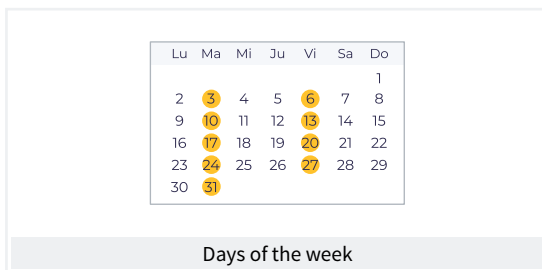 Lu Ma Mi Ju Vi Sa Do
1
2 3 4 5 6 7 8
9 10 11 12 13 14 15
16 17 18 19 20 21 22
23 24 25 26 27 28 29
30 31
Days of the week